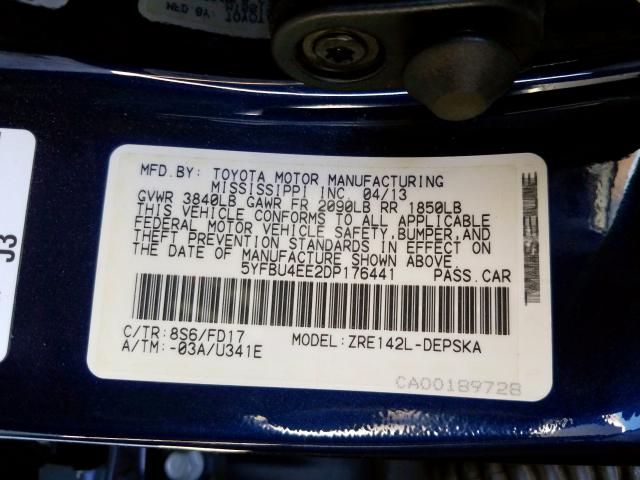 MFD.BY: TOYOTA MOTOR MANUFACTURING
MISSISSIPPI INC. 04/13
GVWR 3840LB GAWR FR 2090LB RR 1850LB
THIS VEHICLE CONFORMS TO ALL APPLICABLE
FEDERAL MOTOR VEHICLE SAFETY,BUMPER,AND
THEFT PREVENTION STANDARDS IN EFFECT ON
THE DATE OF MANUFACTURE SHOWN ABOVE.
5YFBU4EE2DP176441 PASS.CAR
C/TR:8S6/FD17 MODEL:ZRE142L-DEPSKA
A/TM:-03A/U341E
CA00189728
J3